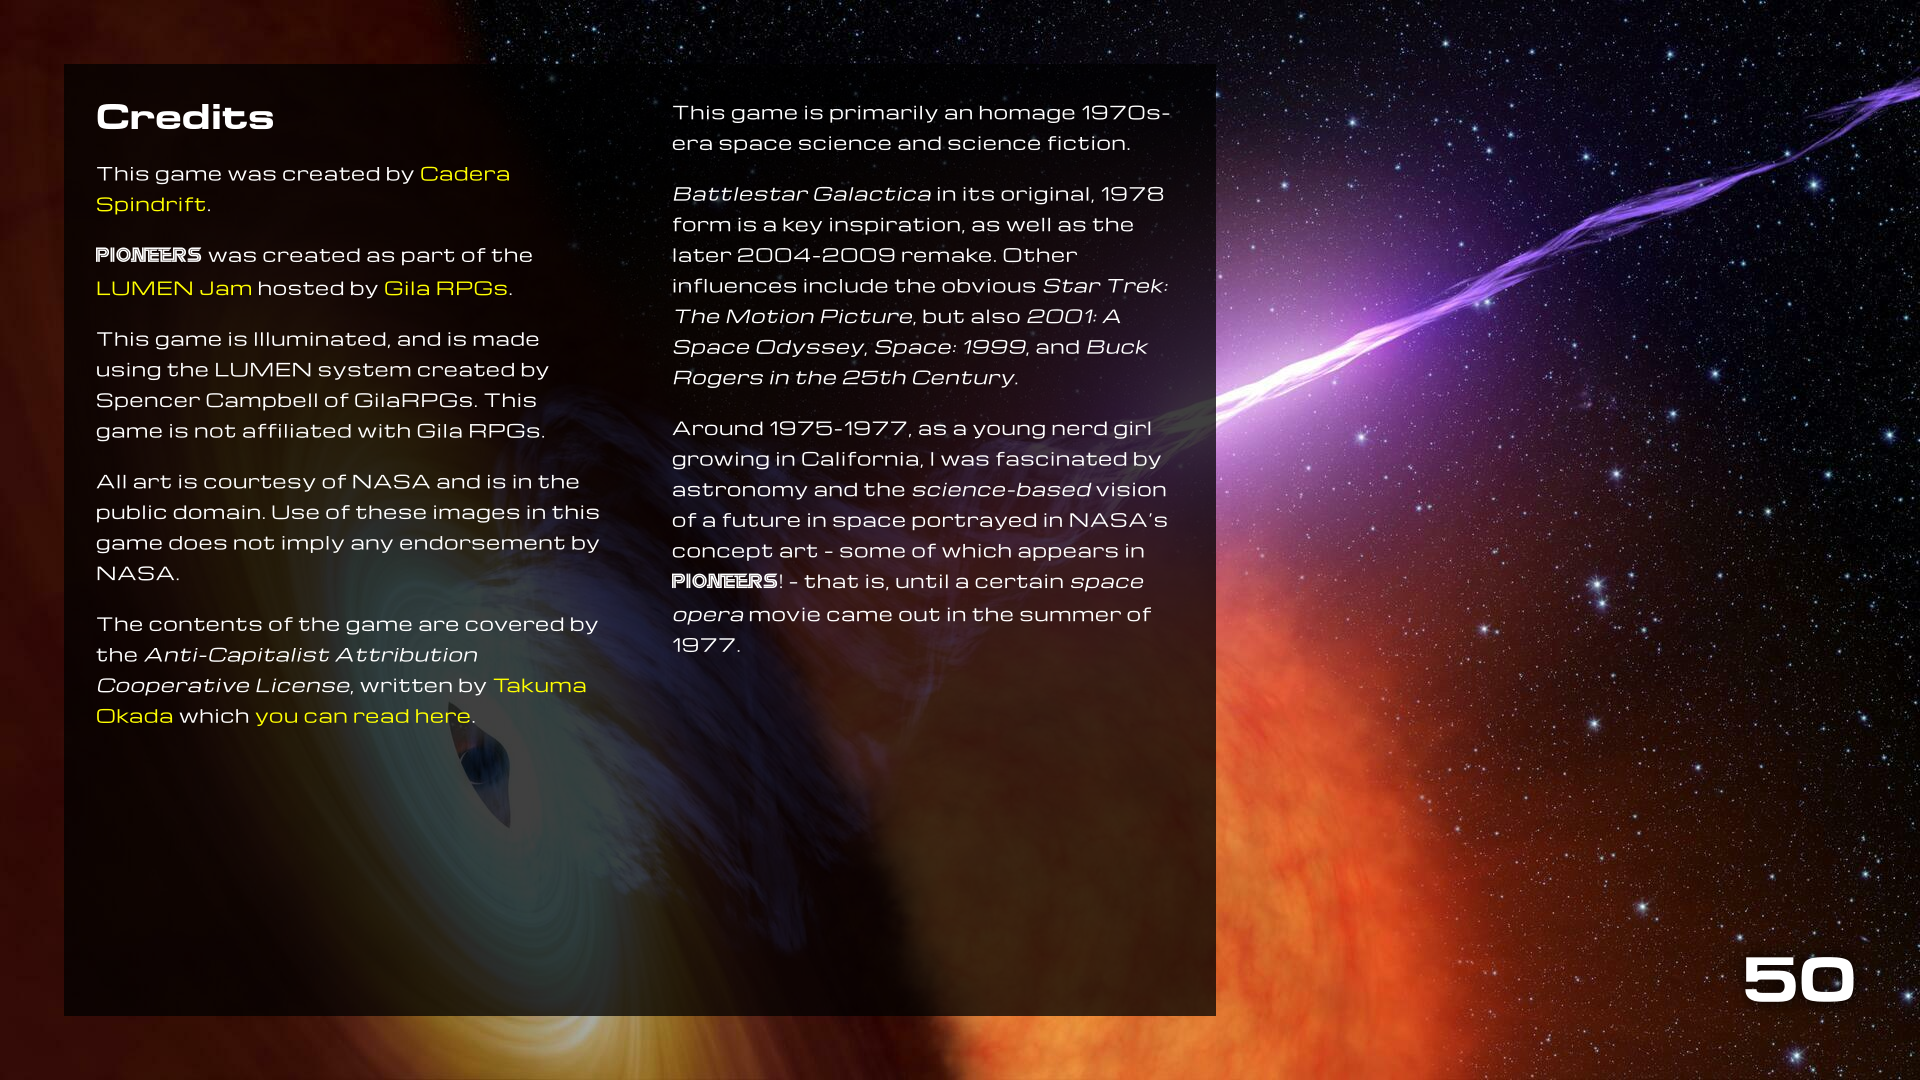 Credits
This game was created by Cadera
Spindrift.
PIONEERS was created as part of the
LUMEN Jam hosted by Gila RPGs.
This game is Illuminated, and is made
using the LUMEN system created by
Spencer Campbell of GilaRPGs. This
game is not affiliated with Gila RPGs.
All art is courtesy of NASA and is in the
public domain. Use of these images in this
game does not imply any endorsement by
NASA.
The contents of the game are covered by
the Anti-Capitalist Attribution
Cooperative License, written by Takuma
Okada which you can read here.
This game is primarily an homage 1970s-
era space science and science fiction.
Battlestar Galactica in its original, 1978
form is a key inspiration, as well as the
later 2004-2009 remake. Other
influences include the obvious Star Trek:
The Motion Picture, but also 2001: A
Space Odyssey, Space: 1999, and Buck
Rogers in the 25th Century.
Around 1975-1977, as a young nerd girl
growing in California, I was fascinated by
astronomy and the science-based vision
of a future in space portrayed in NASA's
concept art - some of which appears in
PIONEERS! - that is, until a certain space
opera movie came out in the summer of
1977.
50